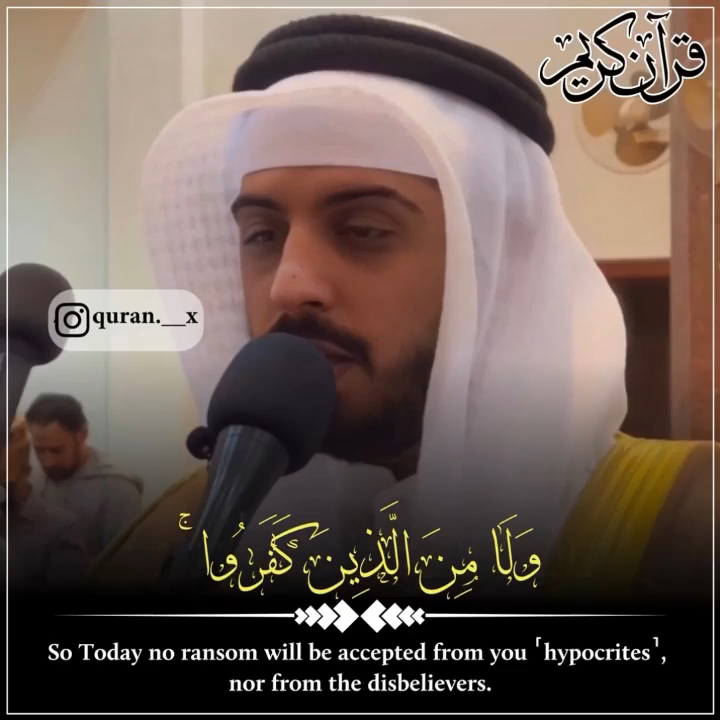 قرآن كريم
quran.__x
وَلَا مِنَ الَّذِينَ كَفَرُوا ۚ
So Today no ransom will be accepted from you ⸢hypocrites⸣,
nor from the disbelievers.